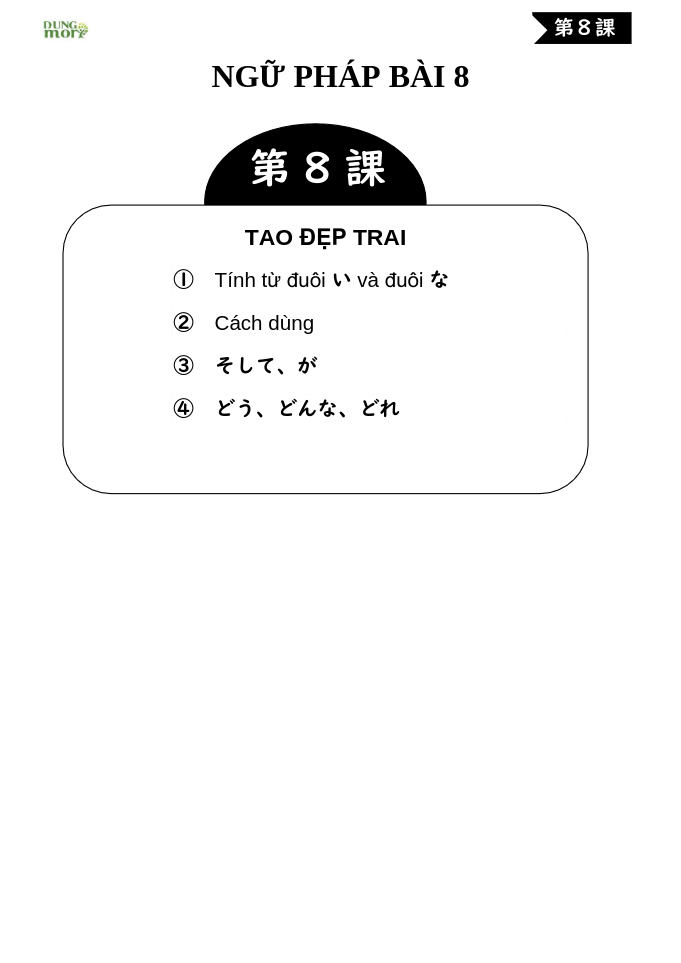 DUNG
mori
第８課
NGỮ PHÁP BÀI 8
第８課
TAO ĐẸP TRAI
① Tính từ đuôi い và đuôi な
② Cách dùng
③ そして、が
④ どう、どんな、どれ